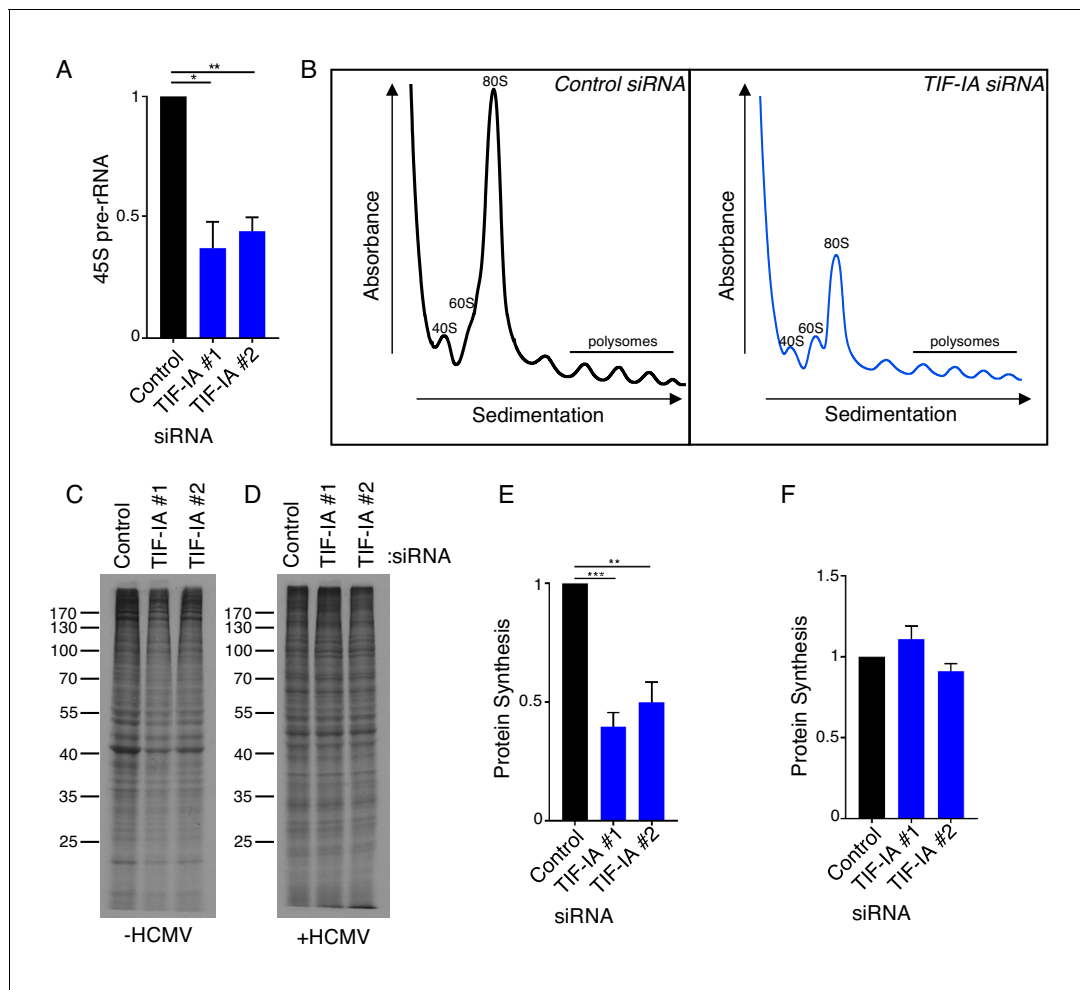 A
*
**
1
0.5
0
45S pre-rRNA
Control
TIF-IA #1
TIF-IA #2
siRNA
B
Control siRNA
80S
60S
40S
polysomes
Absorbance
Sedimentation
TIF-IA siRNA
80S
60S
40S
polysomes
Absorbance
Sedimentation
C
Control
TIF-IA #1
TIF-IA #2
170
130
100
70
55
40
35
25
-HCMV
D
Control
TIF-IA #1
TIF-IA #2
:siRNA
170
130
100
70
55
40
35
25
+HCMV
E
**
***
1
0.5
0
Protein Synthesis
Control
TIF-IA #1
TIF-IA #2
siRNA
F
1.5
1
0.5
0
Protein Synthesis
Control
TIF-IA #1
TIF-IA #2
siRNA